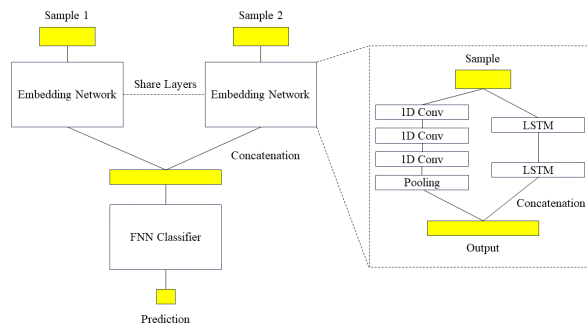 Sample 1
Sample 2
Embedding Network
Share Layers
Embedding Network
Concatenation
FNN Classifier
Prediction
Sample
1D Conv
1D Conv
1D Conv
Pooling
LSTM
LSTM
Concatenation
Output